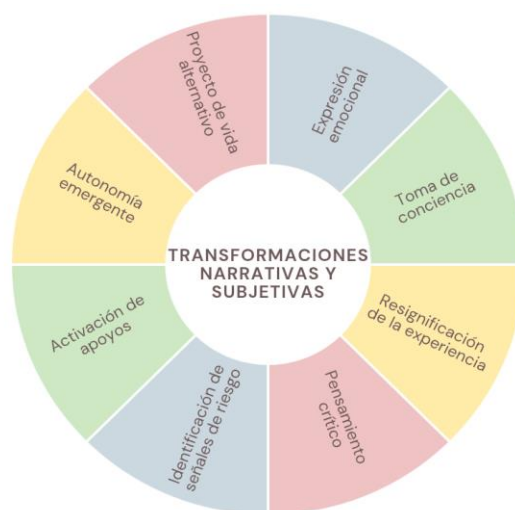 TRANSFORMACIONES
NARRATIVAS Y
SUBJETIVAS
Expresión
emocional
Toma de
conciencia
Resignificación
de la experiencia
Pensamiento
crítico
Identificación de
señales de riesgo
Activación de
apoyos
Autonomía
emergente
Proyecto de vida
alternativo